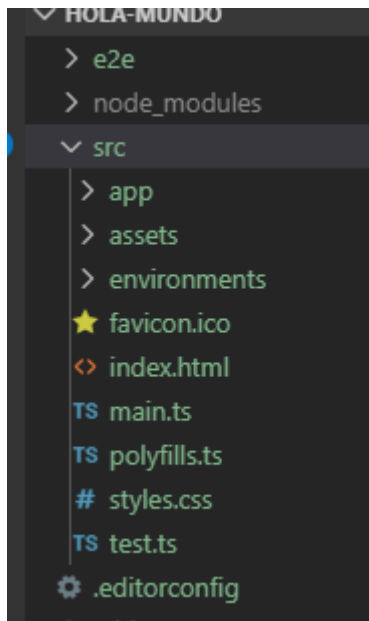 HOLA-MUNDO
e2e
node_modules
src
app
assets
environments
favicon.ico
<> index.html
TS main.ts
TS polyfills.ts
# styles.css
TS test.ts
.editorconfig